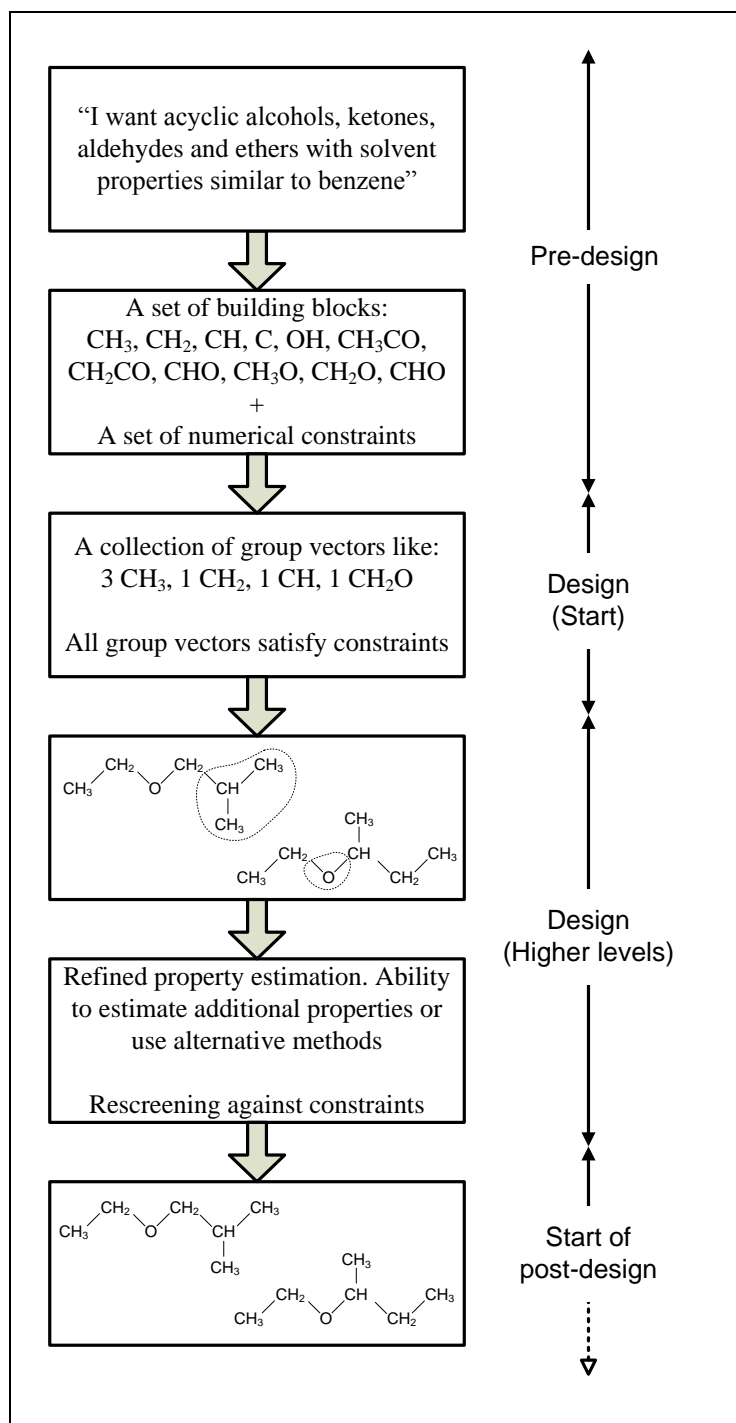 “I want acyclic alcohols, ketones,
aldehydes and ethers with solvent
properties similar to benzene”
Pre-design
A set of building blocks:
CH₃, CH₂, CH, C, OH, CH₃CO,
CH₂CO, CHO, CH₃O, CH₂O, CHO
+
A set of numerical constraints
A collection of group vectors like:
3 CH₃, 1 CH₂, 1 CH, 1 CH₂O
All group vectors satisfy constraints
Design
(Start)
CH₂ CH₂ CH₃
CH₃ O CH
CH₃
CH₃
CH₂ CH CH₃
CH₃ O CH₂
Design
(Higher levels)
Refined property estimation. Ability
to estimate additional properties or
use alternative methods
Rescreening against constraints
CH₂ CH₂ CH₃
CH₃ O CH
CH₃
CH₃
CH₂ CH CH₃
CH₃ O CH₂
Start of
post-design